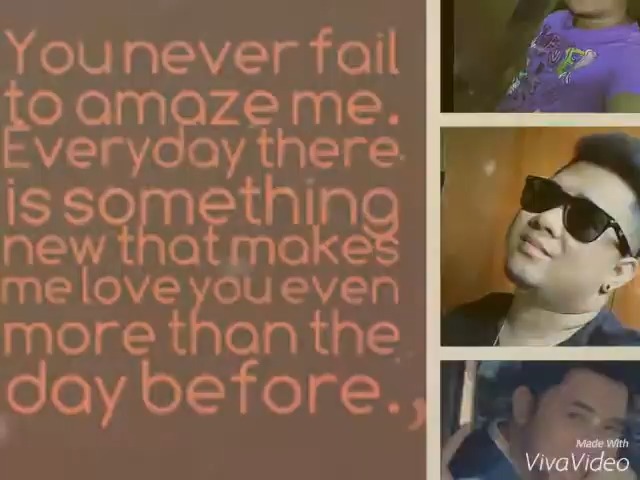 You never fail
to amaze me.
Everyday there
is something
new that makes
me love you even
more than the
day before.,
Made With
VivaVideo